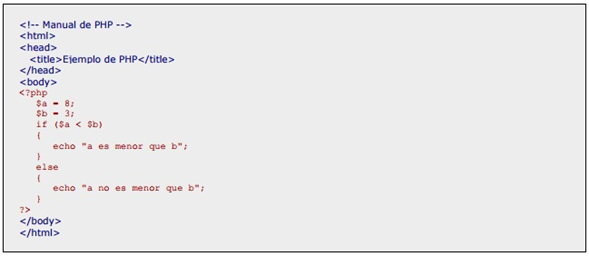 <!-- Manual de PHP -->
<html>
<head>
<title>Ejemplo de PHP</title>
</head>
<body>
<?php
$a = 8;
$b = 3;
if ($a < $b)
{
echo "a es menor que b";
}
else
{
echo "a no es menor que b";
}
?>
</body>
</html>